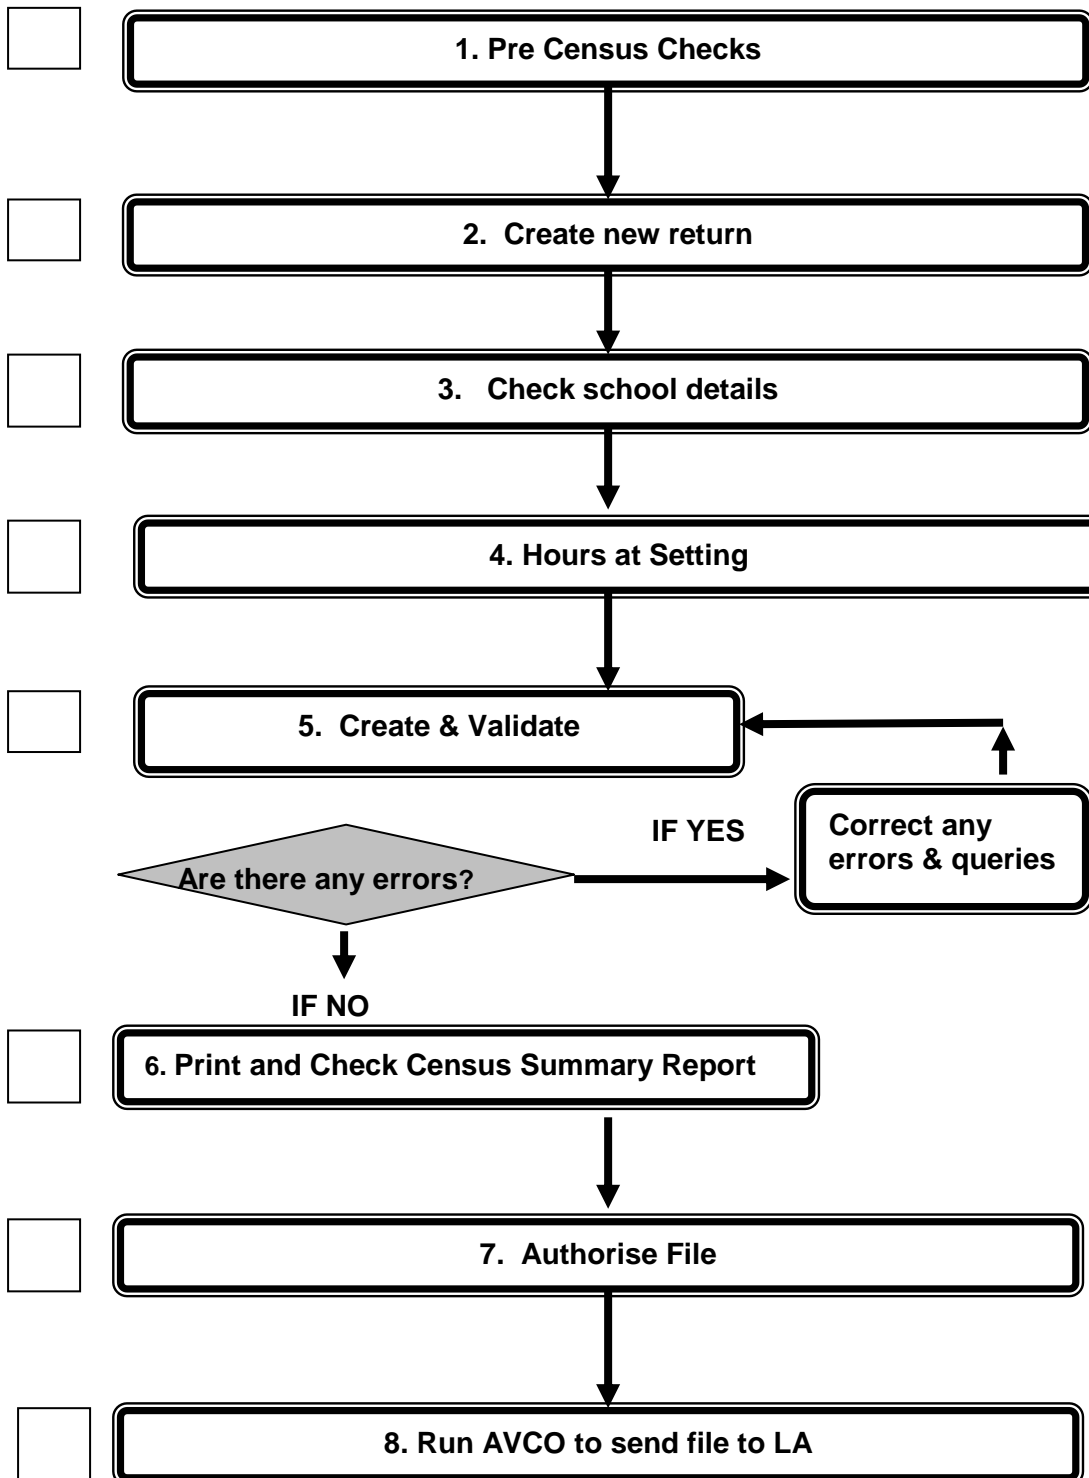 1. Pre Census Checks
2. Create new return
3. Check school details
4. Hours at Setting
5. Create & Validate
Are there any errors?
IF YES
Correct any
errors & queries
IF NO
6. Print and Check Census Summary Report
7. Authorise File
8. Run AVCO to send file to LA